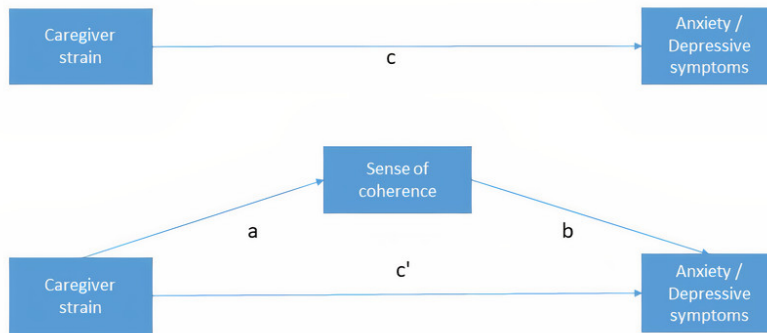 Caregiver
strain
Anxiety /
Depressive
symptoms
c
Sense of
coherence
a
b
Caregiver
strain
c'
Anxiety /
Depressive
symptoms